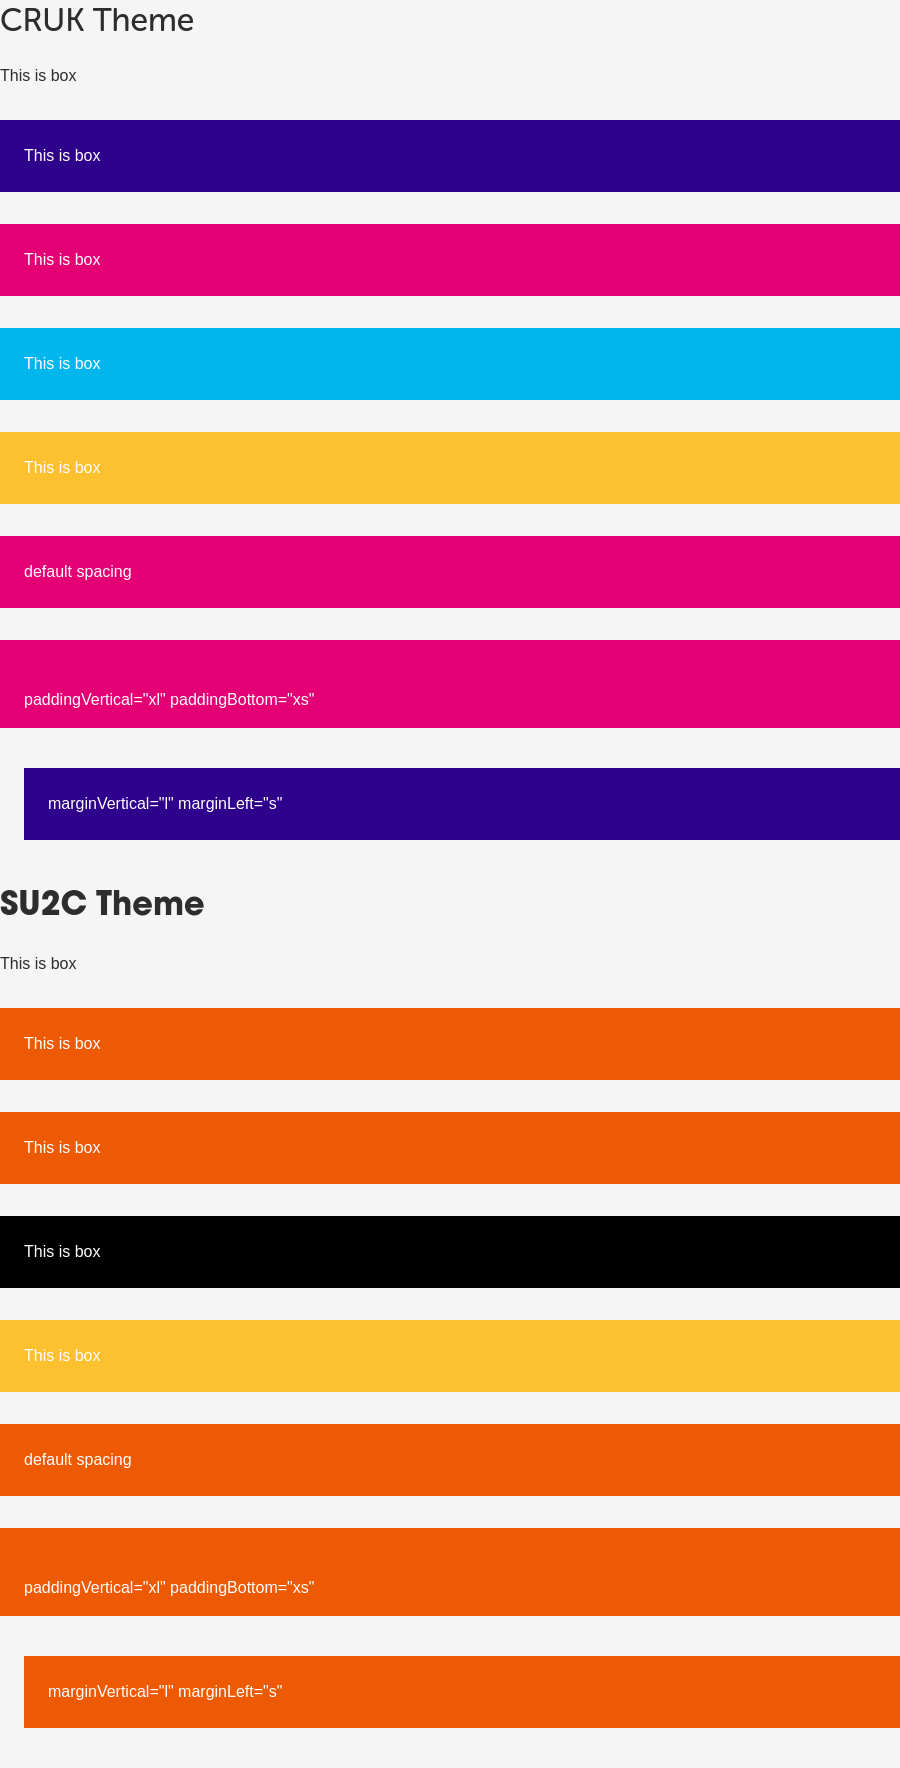 CRUK Theme
This is box
This is box
This is box
This is box
This is box
default spacing
paddingVertical="xl" paddingBottom="xs"
marginVertical="l" marginLeft="s"
SU2C Theme
This is box
This is box
This is box
This is box
This is box
default spacing
paddingVertical="xl" paddingBottom="xs"
marginVertical="l" marginLeft="s"